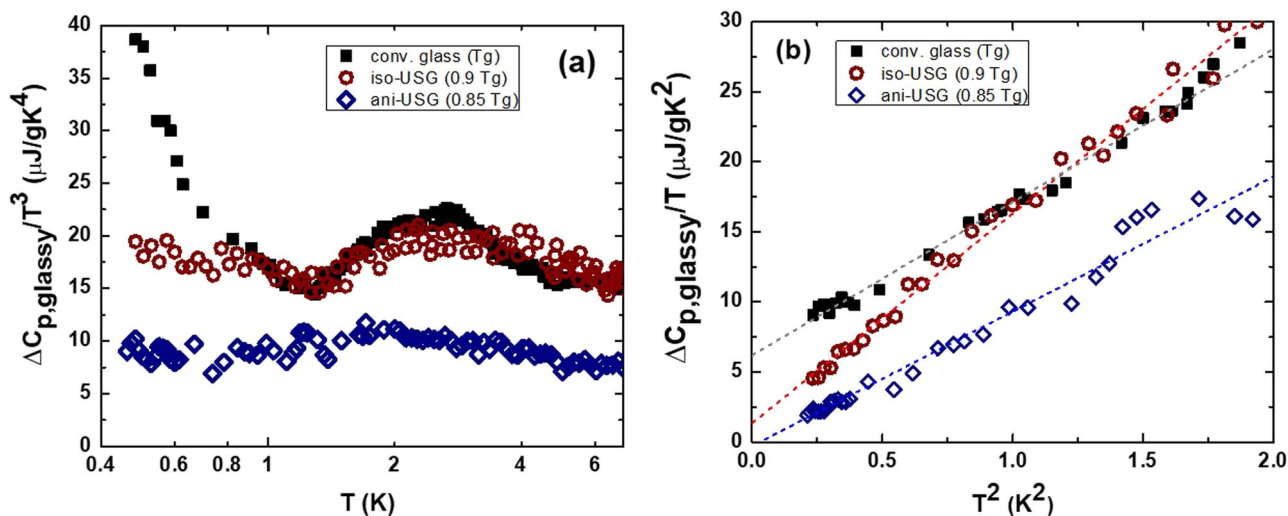 40
35
30
25
20
15
10
5
0
ΔCp,glassy/T³ (μJ/gK⁴)
conv. glass (Tg)
iso-USG (0.9 Tg)
ani-USG (0.85 Tg)
(a)
0.4 0.6 0.8 1 2 4 6
T (K)
(b)
conv. glass (Tg)
iso-USG (0.9 Tg)
ani-USG (0.85 Tg)
30
25
20
15
10
5
0
ΔCp,glassy/T (μJ/gK²)
0.0 0.5 1.0 1.5 2.0
T² (K²)